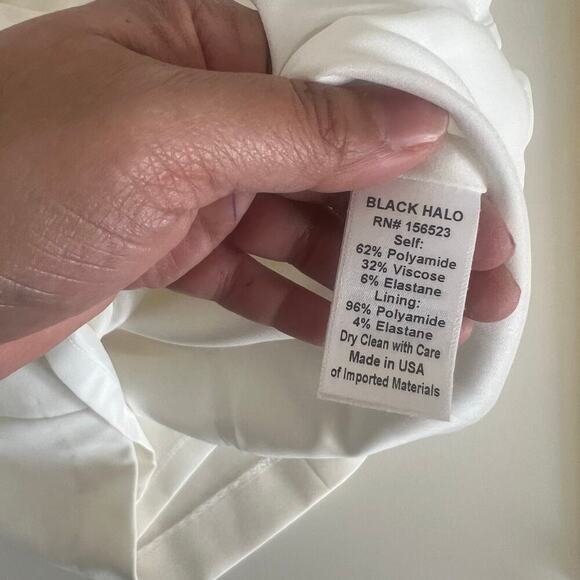 BLACK HALO
RN# 156523
Self:
62% Polyamide
32% Viscose
6% Elastane
Lining:
96% Polyamide
4% Elastane
Dry Clean with Care
Made in USA
of Imported Materials